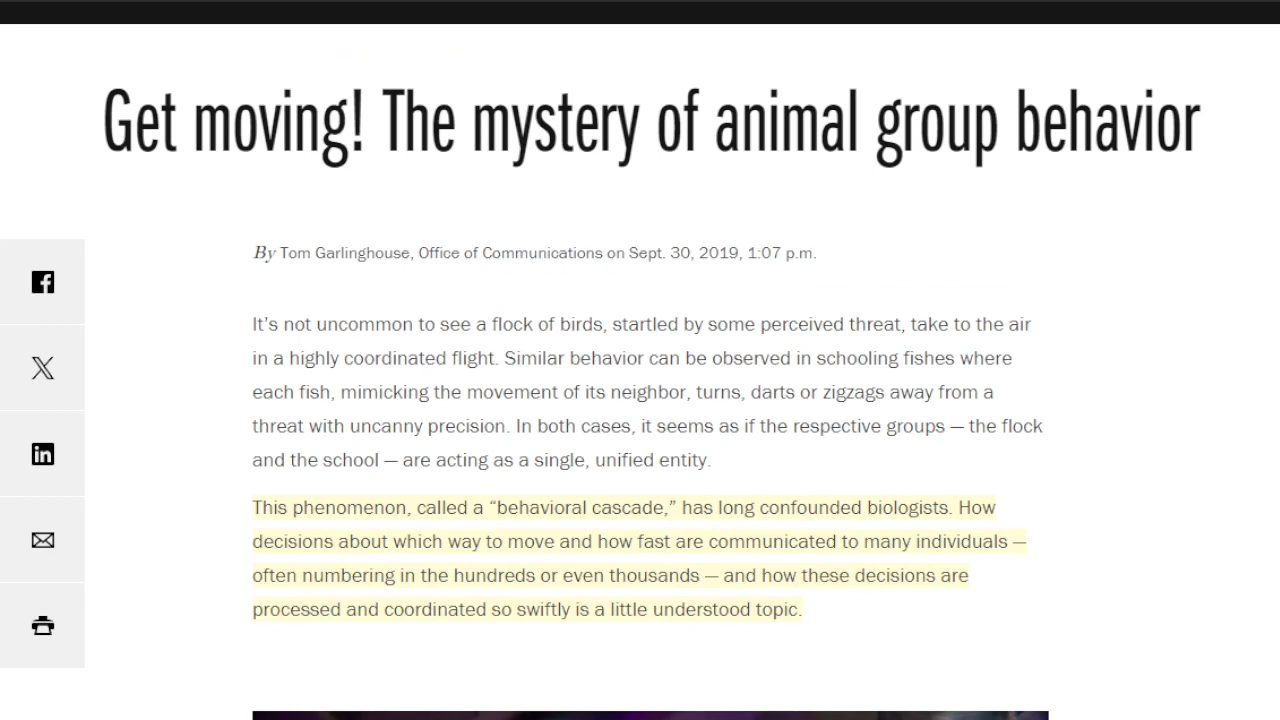 Get moving! The mystery of animal group behavior
By Tom Garlinghouse, Office of Communications on Sept. 30, 2019, 1:07 p.m.
It’s not uncommon to see a flock of birds, startled by some perceived threat, take to the air
in a highly coordinated flight. Similar behavior can be observed in schooling fishes where
each fish, mimicking the movement of its neighbor, turns, darts or zigzags away from a
threat with uncanny precision. In both cases, it seems as if the respective groups — the flock
and the school — are acting as a single, unified entity.
This phenomenon, called a “behavioral cascade,” has long confounded biologists. How
decisions about which way to move and how fast are communicated to many individuals —
often numbering in the hundreds or even thousands — and how these decisions are
processed and coordinated so swiftly is a little understood topic.